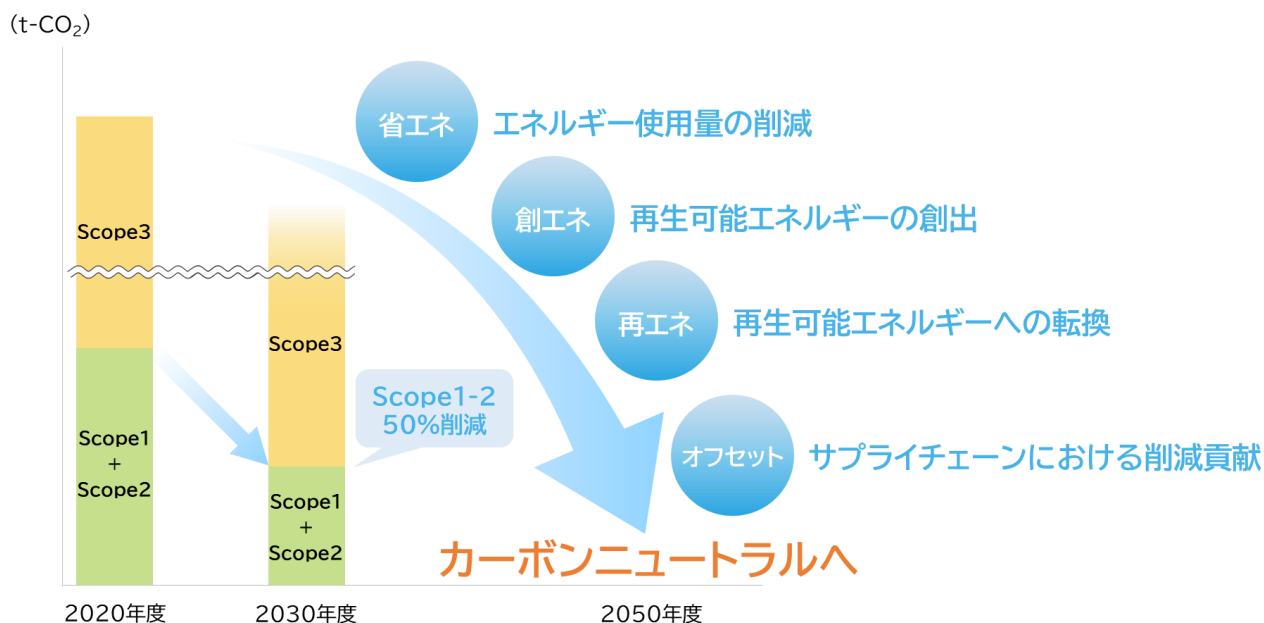 (t-CO₂)
省エネ
エネルギー使用量の削減
創エネ
再生可能エネルギーの創出
再エネ
再生可能エネルギーへの転換
オフセット
サプライチェーンにおける削減貢献
Scope3
Scope1
+
Scope2
Scope3
Scope1
+
Scope2
Scope1-2
50%削減
カーボンニュートラルへ
2020年度
2030年度
2050年度